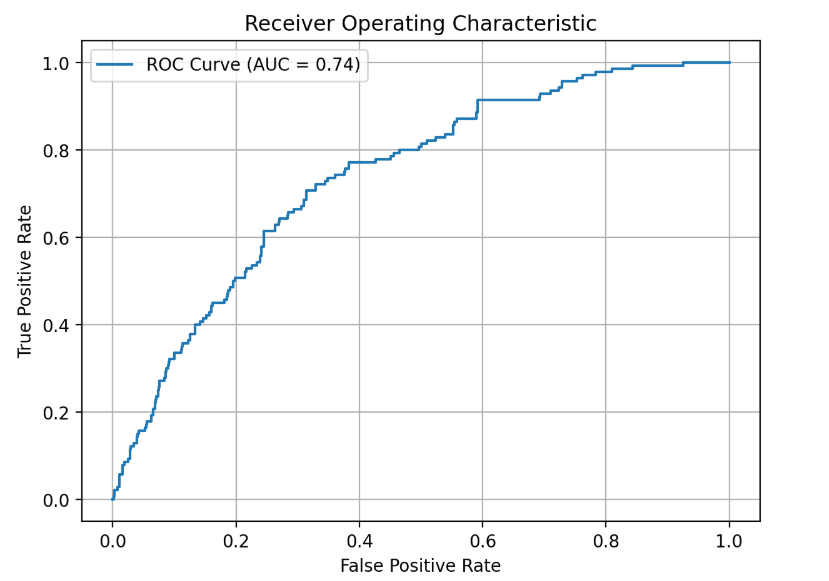 Receiver Operating Characteristic
ROC Curve (AUC = 0.74)
1.0
0.8
0.6
0.4
0.2
0.0
True Positive Rate
0.0 0.2 0.4 0.6 0.8 1.0
False Positive Rate